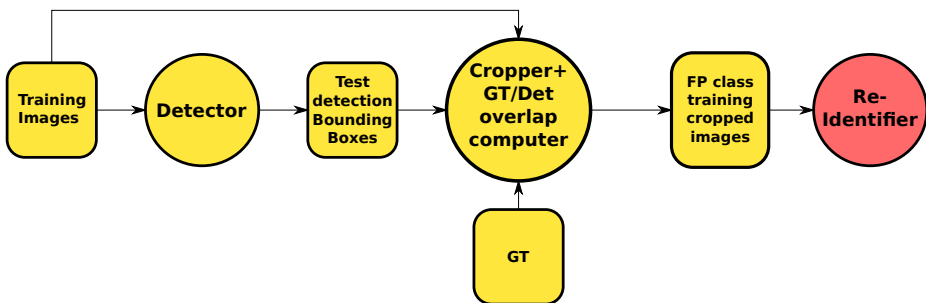 Training
Images
Detector
Test
detection
Bounding
Boxes
Cropper+
GT/Det
overlap
computer
FP class
training
cropped
images
Re-
Identifier
GT